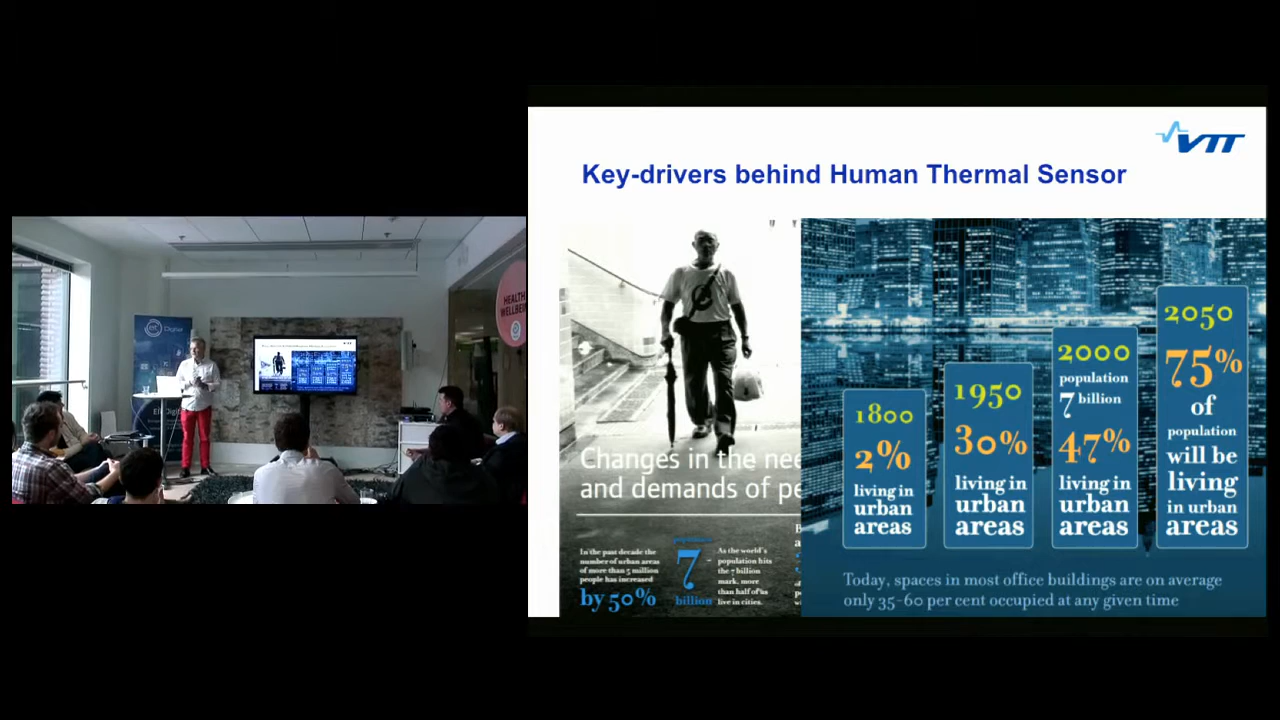 VTT
Key-drivers behind Human Thermal Sensor
Changes in the nee
and demands of pe
In the past decade the
number of urban areas
of more than 5 million
people has increased
by 50%
population
7
billion
As the world's
population hits
the 7 billion
mark, more
than half of us
live in cities.
1800
2%
living in
urban
areas
1950
30%
living in
urban
areas
2000
population
7 billion
47%
living in
urban
areas
2050
75%
of
population
will be
living
in urban
areas
Today, spaces in most office buildings are on average
only 35-60 per cent occupied at any given time
HEALTH
WELLBEIN
Digital